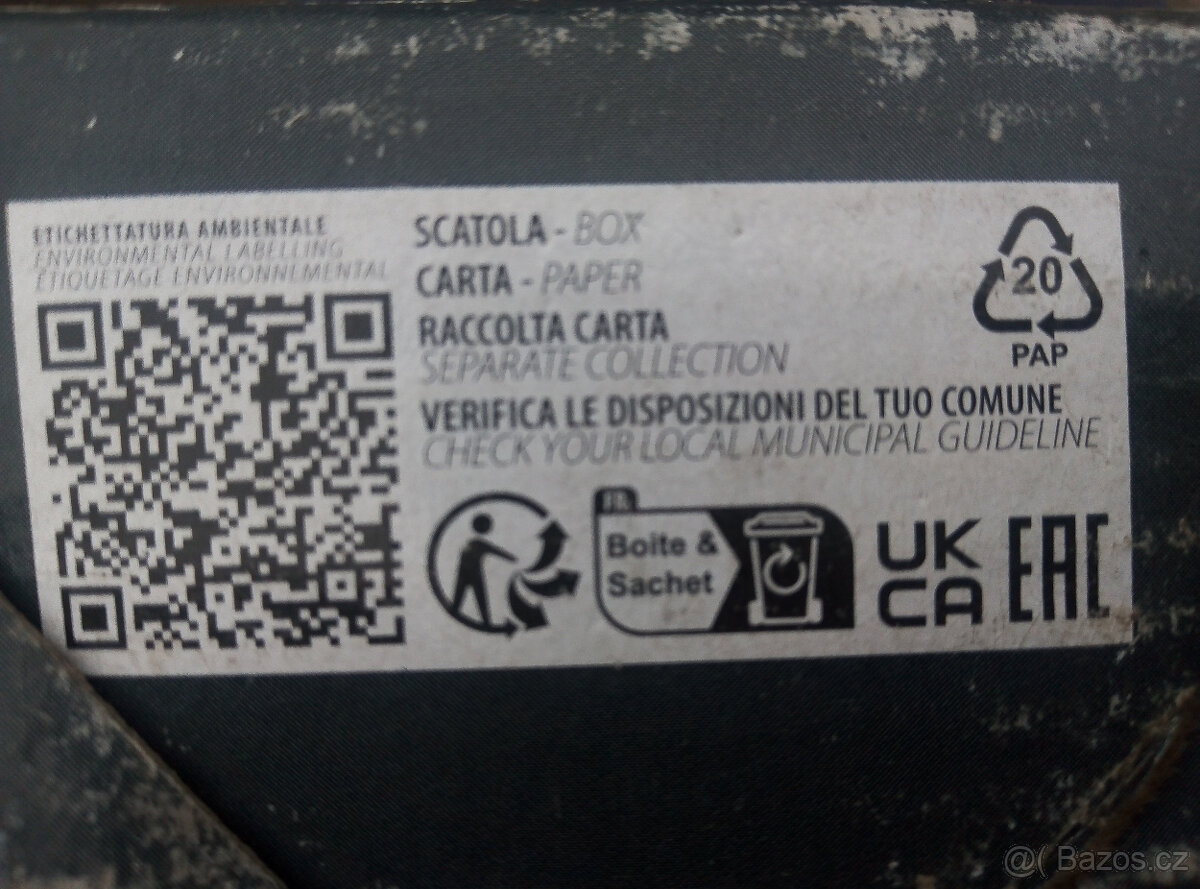 ETICHETTATURA AMBIENTALE
ENVIRONMENTAL LABELLING
ÉTIQUETAGE ENVIRONNEMENTAL
SCATOLA - BOX
CARTA - PAPER
RACCOLTA CARTA
SEPARATE COLLECTION
VERIFICA LE DISPOSIZIONI DEL TUO COMUNE
CHECK YOUR LOCAL MUNICIPAL GUIDELINE
20
PAP
FR
Boite &
Sachet
UK
CA
EAC
@( Bazos.cz